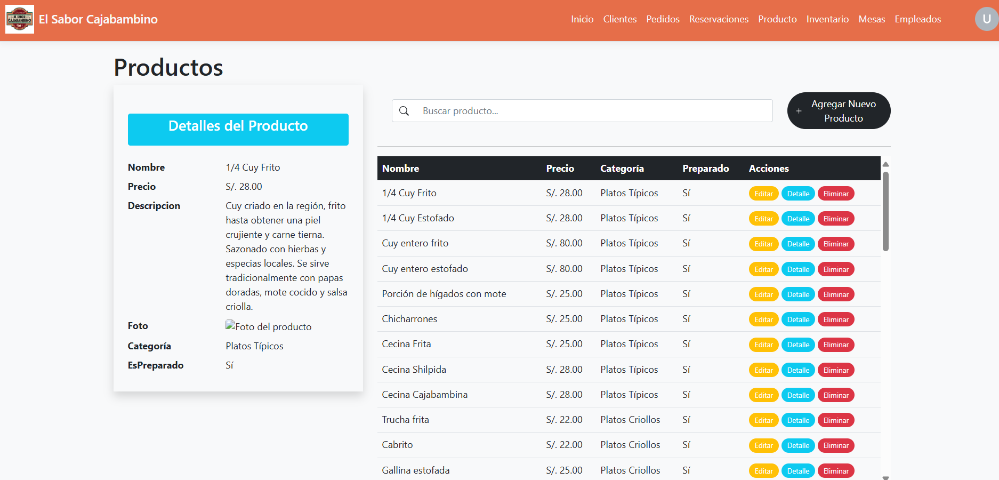 EL SABOR
CAJABAMBINO
El Sabor Cajabambino
Inicio Clientes Pedidos Reservaciones Producto Inventario Mesas Empleados
U
Productos
Detalles del Producto
Nombre 1/4 Cuy Frito
Precio S/. 28.00
Descripcion Cuy criado en la región, frito
hasta obtener una piel
crujiente y carne tierna.
Sazonado con hierbas y
especias locales. Se sirve
tradicionalmente con papas
doradas, mote cocido y salsa
criolla.
Foto Foto del producto
Categoría Platos Típicos
EsPreparado Sí
Buscar producto...
+ Agregar Nuevo
Producto
Nombre Precio Categoría Preparado Acciones
1/4 Cuy Frito S/. 28.00 Platos Típicos Sí Editar Detalle Eliminar
1/4 Cuy Estofado S/. 28.00 Platos Típicos Sí Editar Detalle Eliminar
Cuy entero frito S/. 80.00 Platos Típicos Sí Editar Detalle Eliminar
Cuy entero estofado S/. 80.00 Platos Típicos Sí Editar Detalle Eliminar
Porción de hígados con mote S/. 25.00 Platos Típicos Sí Editar Detalle Eliminar
Chicharrones S/. 25.00 Platos Típicos Sí Editar Detalle Eliminar
Cecina Frita S/. 25.00 Platos Típicos Sí Editar Detalle Eliminar
Cecina Shilpida S/. 28.00 Platos Típicos Sí Editar Detalle Eliminar
Cecina Cajabambina S/. 28.00 Platos Típicos Sí Editar Detalle Eliminar
Trucha frita S/. 22.00 Platos Criollos Sí Editar Detalle Eliminar
Cabrito S/. 22.00 Platos Criollos Sí Editar Detalle Eliminar
Gallina estofada S/. 25.00 Platos Criollos Sí Editar Detalle Eliminar